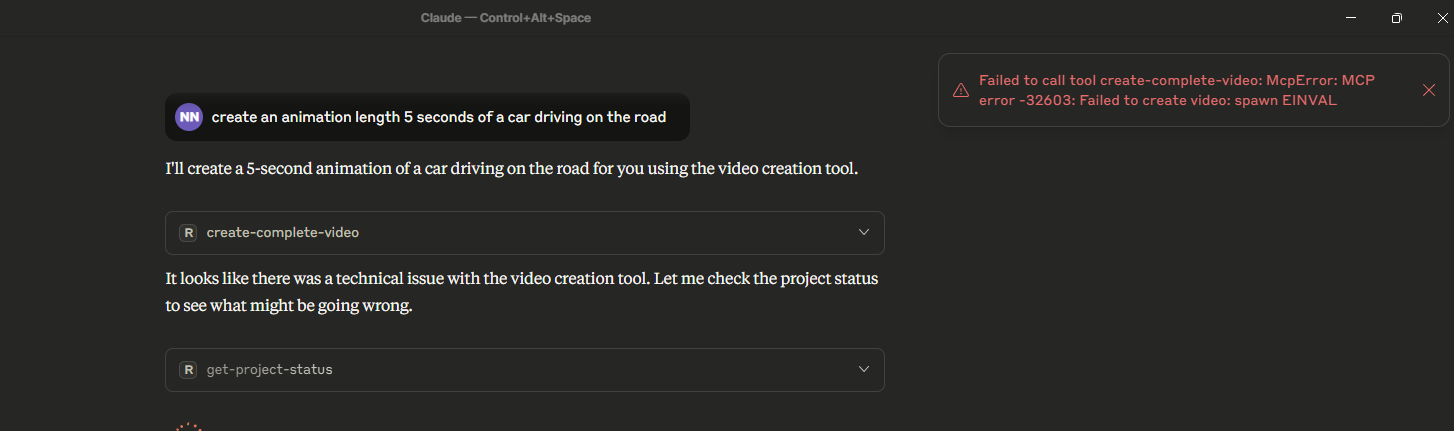 Claude — Control+Alt+Space
Failed to call tool create-complete-video: McpError: MCP
error -32603: Failed to create video: spawn EINVAL
NN create an animation length 5 seconds of a car driving on the road
I'll create a 5-second animation of a car driving on the road for you using the video creation tool.
R create-complete-video
It looks like there was a technical issue with the video creation tool. Let me check the project status
to see what might be going wrong.
R get-project-status